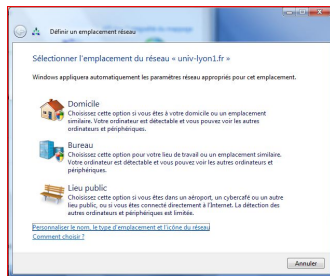 Définir un emplacement réseau
Sélectionner l'emplacement du réseau « univ-lyon1.fr »
Windows appliquera automatiquement les paramètres réseau appropriés pour cet emplacement.
Domicile
Choisissez cette option si vous êtes à votre domicile ou un emplacement
similaire. Votre ordinateur est détectable et vous pouvez voir les autres
ordinateurs et périphériques.
Bureau
Choisissez cette option pour votre lieu de travail ou un emplacement similaire.
Votre ordinateur est détectable et vous pouvez voir les autres ordinateurs et
périphériques.
Lieu public
Choisissez cette option si vous êtes dans un aéroport, un cybercafé ou un autre
lieu public, ou si vous êtes connecté directement à l'Internet. La détection des
autres ordinateurs et périphériques est limitée.
Personnaliser le nom, le type d'emplacement et l'icône du réseau
Comment choisir ?
Annuler